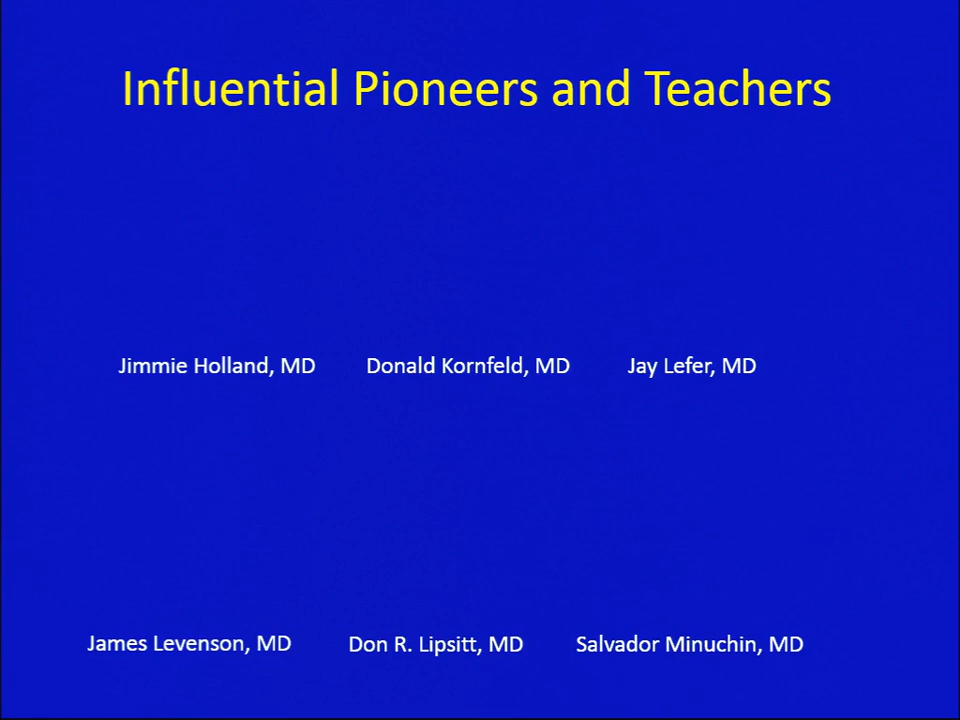 Influential Pioneers and Teachers
Jimmie Holland, MD Donald Kornfeld, MD Jay Lefer, MD
James Levenson, MD Don R. Lipsitt, MD Salvador Minuchin, MD